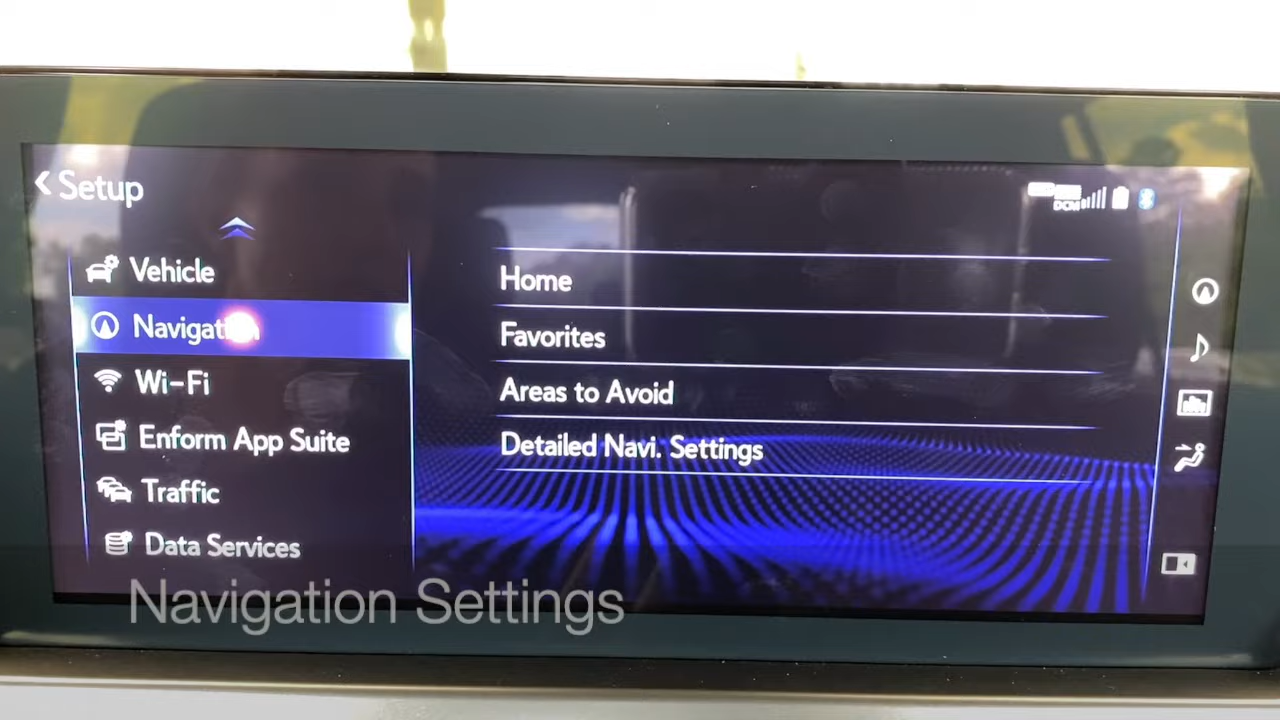 Setup
DCM
Vehicle
Navigation
Wi-Fi
Enform App Suite
Traffic
Data Services
Home
Favorites
Areas to Avoid
Detailed Navi. Settings
Navigation Settings